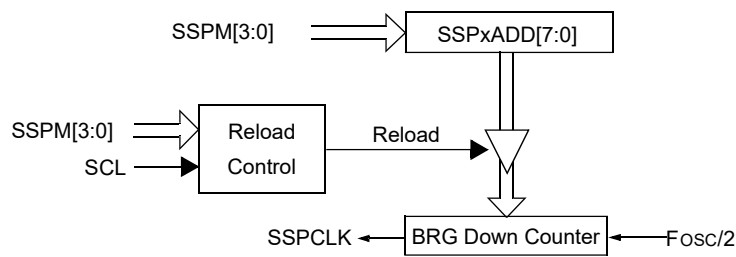 SSPM[3:0]
SSPxADD[7:0]
SSPM[3:0]
Reload
Control
Reload
SCL
SSPCLK
BRG Down Counter
FOSC/2